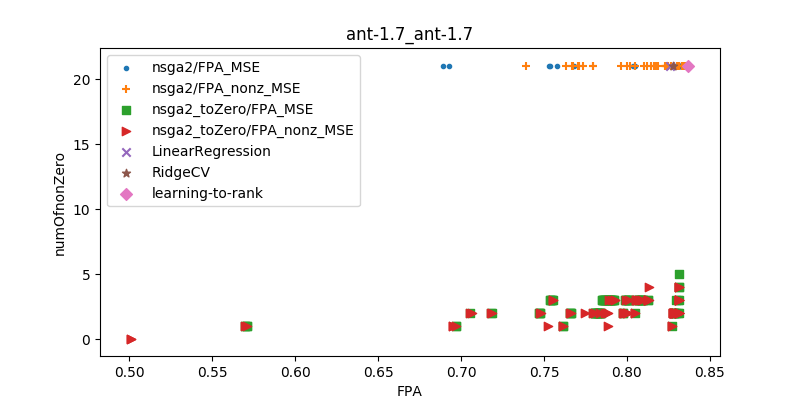 ant-1.7_ant-1.7
nsga2/FPA_MSE
nsga2/FPA_nonz_MSE
nsga2_toZero/FPA_MSE
nsga2_toZero/FPA_nonz_MSE
LinearRegression
RidgeCV
learning-to-rank
numOfnonZero
20
15
10
5
0
0.50 0.55 0.60 0.65 0.70 0.75 0.80 0.85
FPA